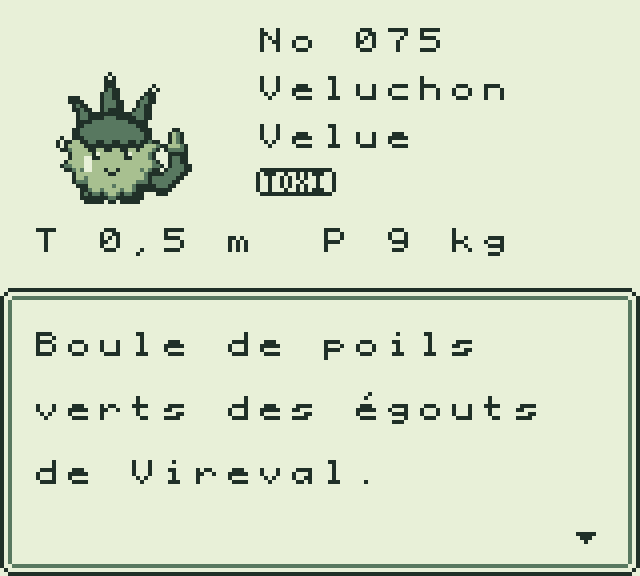 No 075
Veluchon
Velue
TOXI
T 0,5 m P 9 kg
Boule de poils
verts des égouts
de Vireval.